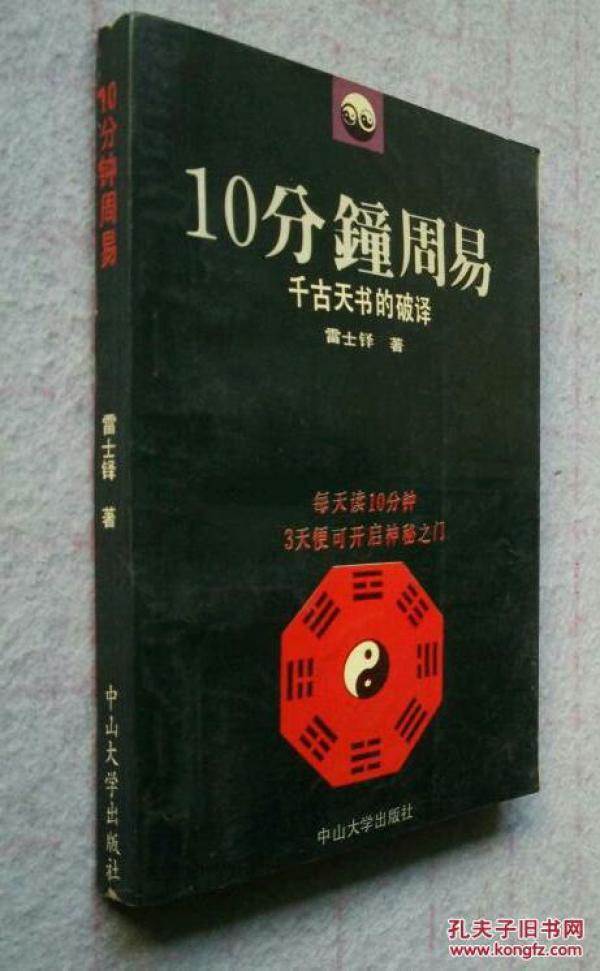 10分钟周易
雷士铎 著
中山大学出版社
10分鐘周易
千古天书的破译
雷士铎 著
每天读10分钟
3天便可开启神秘之门
中山大学出版社
孔夫子旧书网
www.kongfz.com